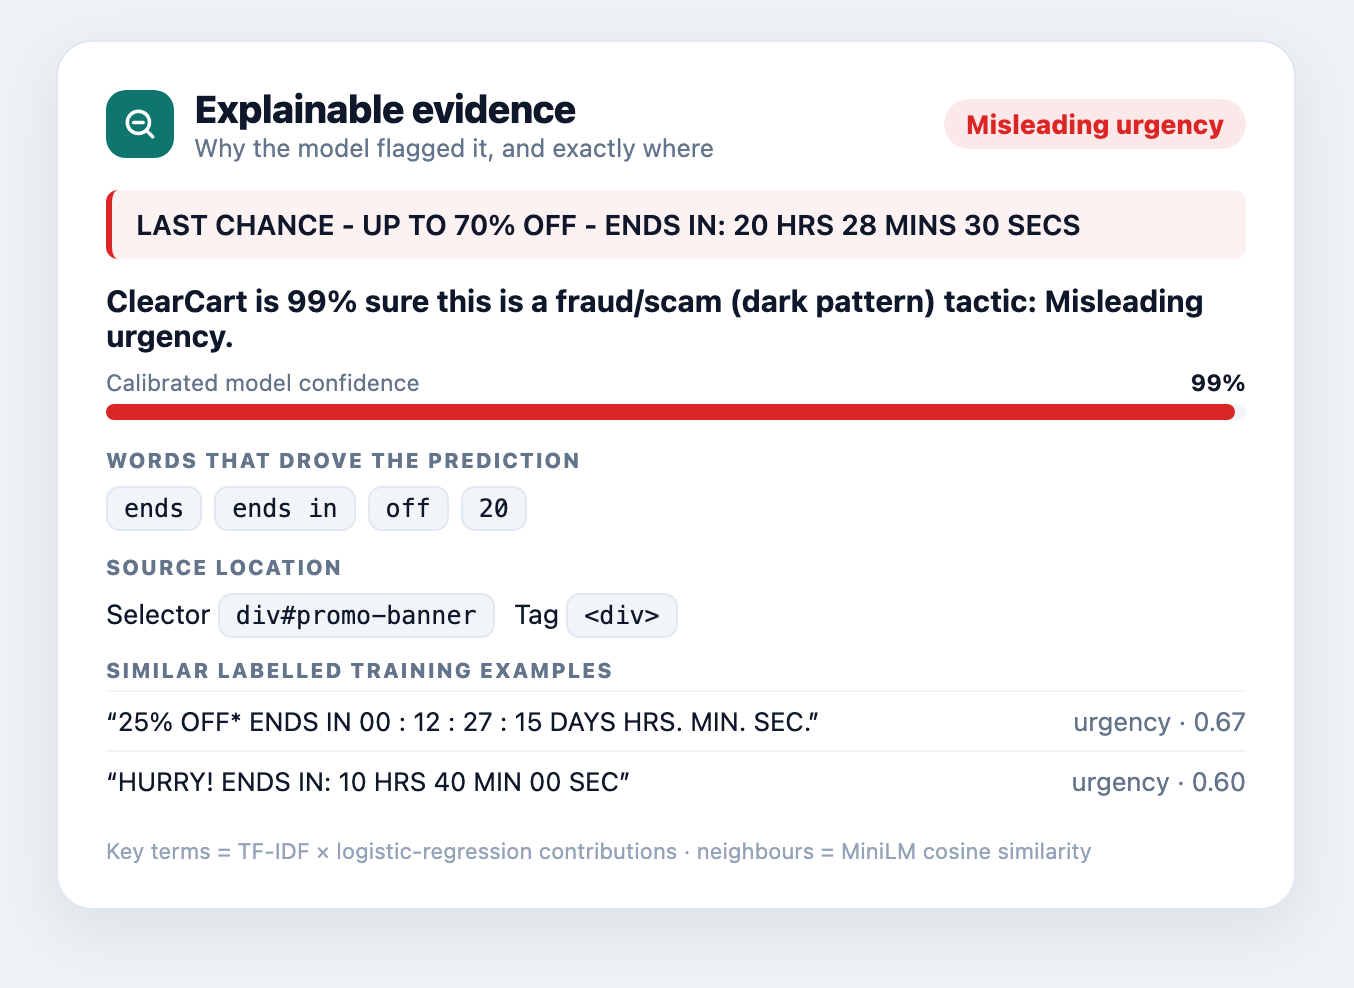 Explainable evidence
Why the model flagged it, and exactly where
Misleading urgency
LAST CHANCE - UP TO 70% OFF - ENDS IN: 20 HRS 28 MINS 30 SECS
ClearCart is 99% sure this is a fraud/scam (dark pattern) tactic: Misleading
urgency.
Calibrated model confidence 99%
WORDS THAT DROVE THE PREDICTION
ends ends in off 20
SOURCE LOCATION
Selector div#promo-banner Tag <div>
SIMILAR LABELLED TRAINING EXAMPLES
“25% OFF* ENDS IN 00 : 12 : 27 : 15 DAYS HRS. MIN. SEC.” urgency · 0.67
“HURRY! ENDS IN: 10 HRS 40 MIN 00 SEC” urgency · 0.60
Key terms = TF-IDF × logistic-regression contributions · neighbours = MiniLM cosine similarity